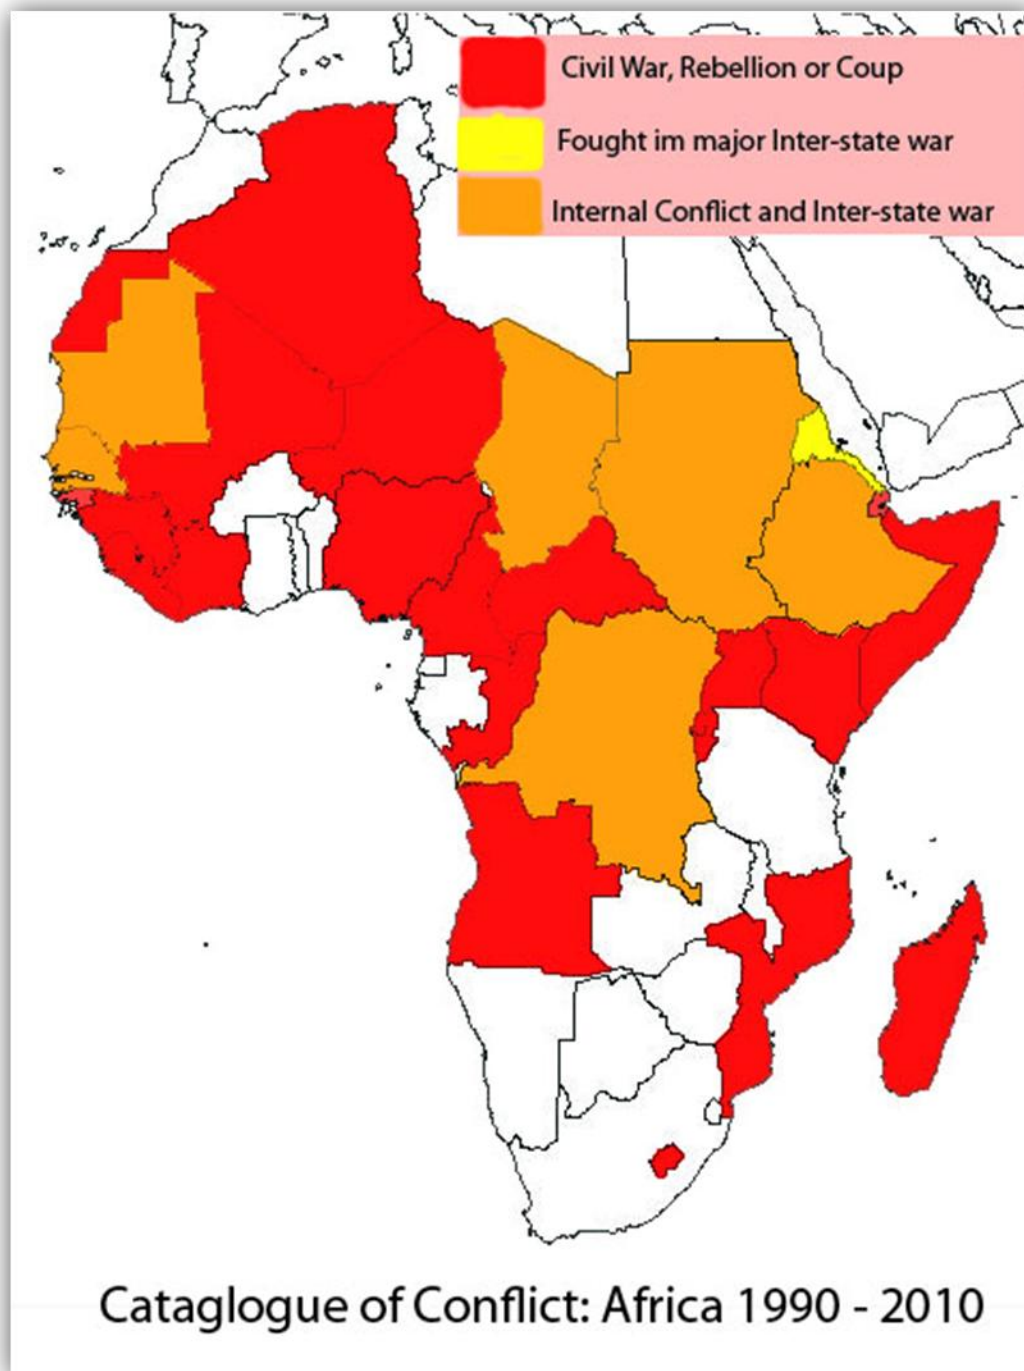 Civil War, Rebellion or Coup
Fought im major Inter-state war
Internal Conflict and Inter-state war
Cataglogue of Conflict: Africa 1990 - 2010